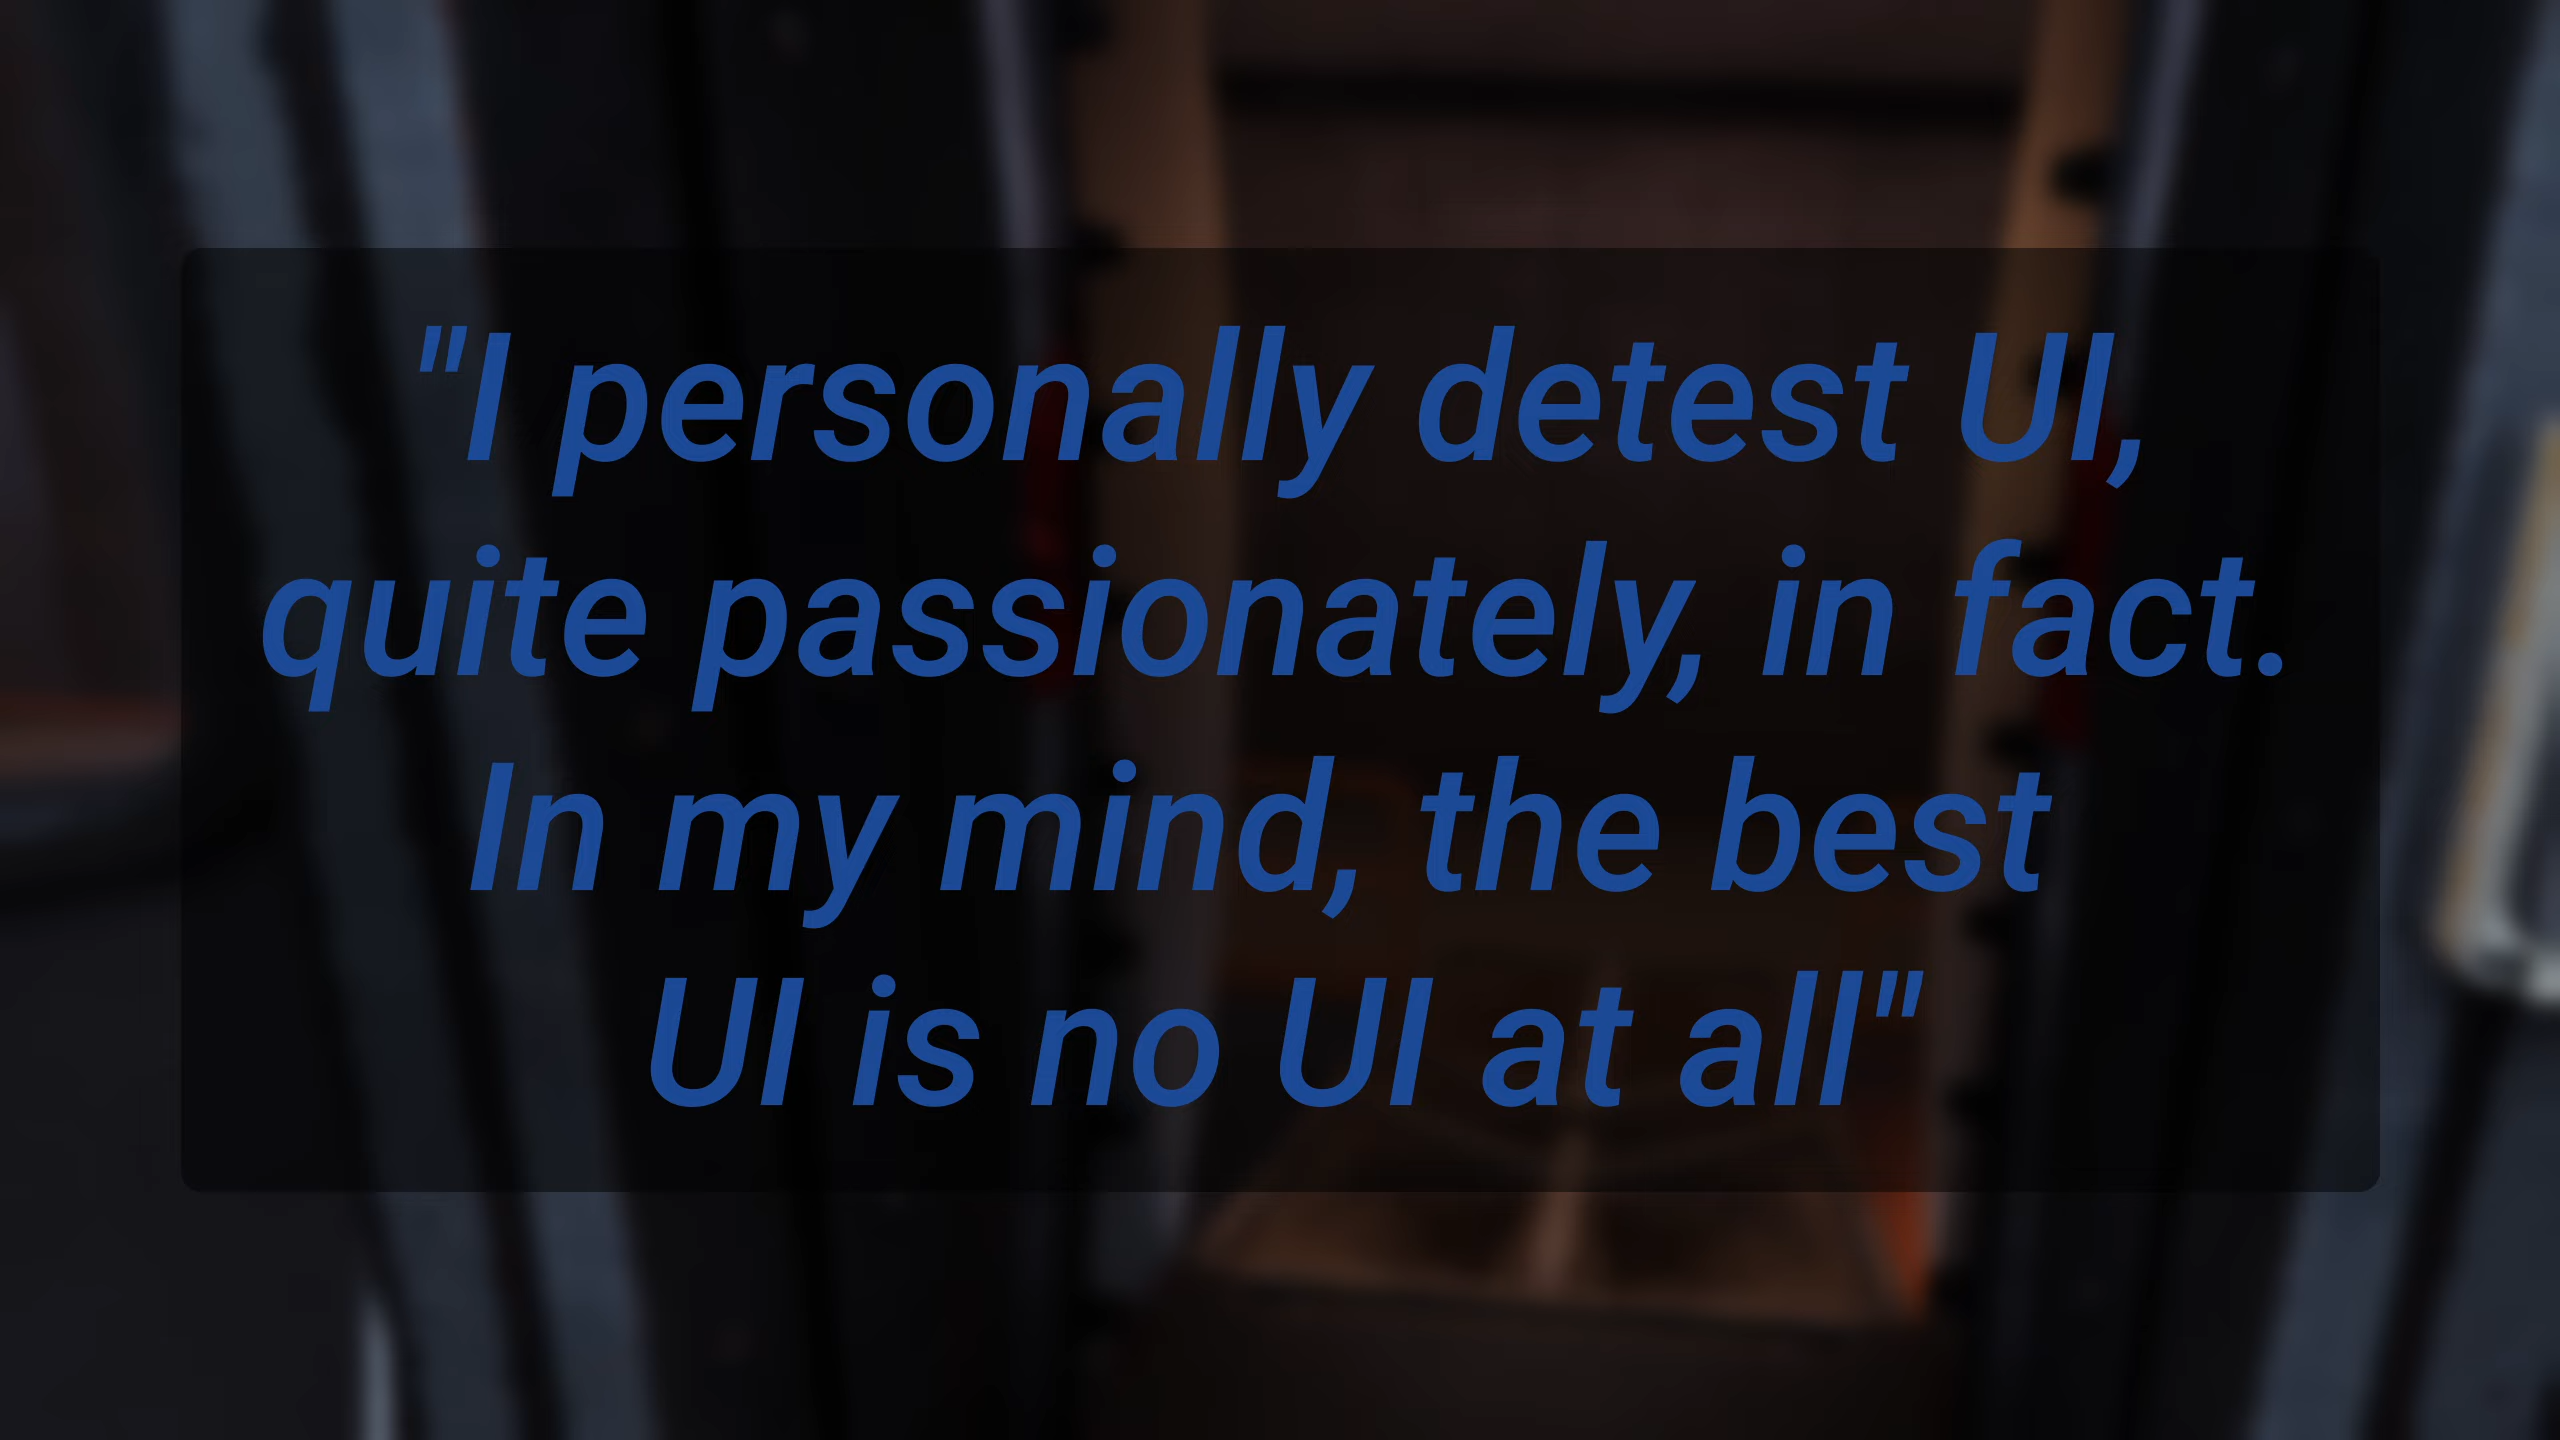 "I personally detest UI,
quite passionately, in fact.
In my mind, the best
UI is no UI at all"